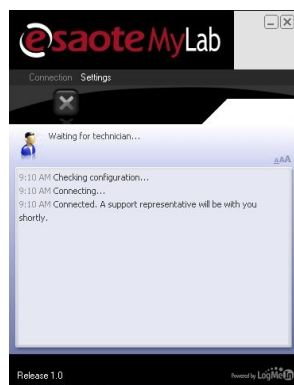 esaote MyLab
Connection Settings
Waiting for technician...
AAA
9:10 AM Checking configuration...
9:10 AM Connecting...
9:10 AM Connected. A support representative will be with you
shortly.
Release 1.0 Powered by LogMeIn